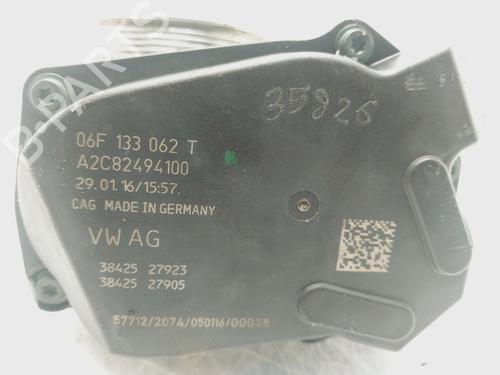 B-PARTS
35826
06F 133 062 T
A2C82494100
29.01.16/15:57
CAG MADE IN GERMANY
VW AG
38425 27923
38425 27905
57712/2074/050116/00035